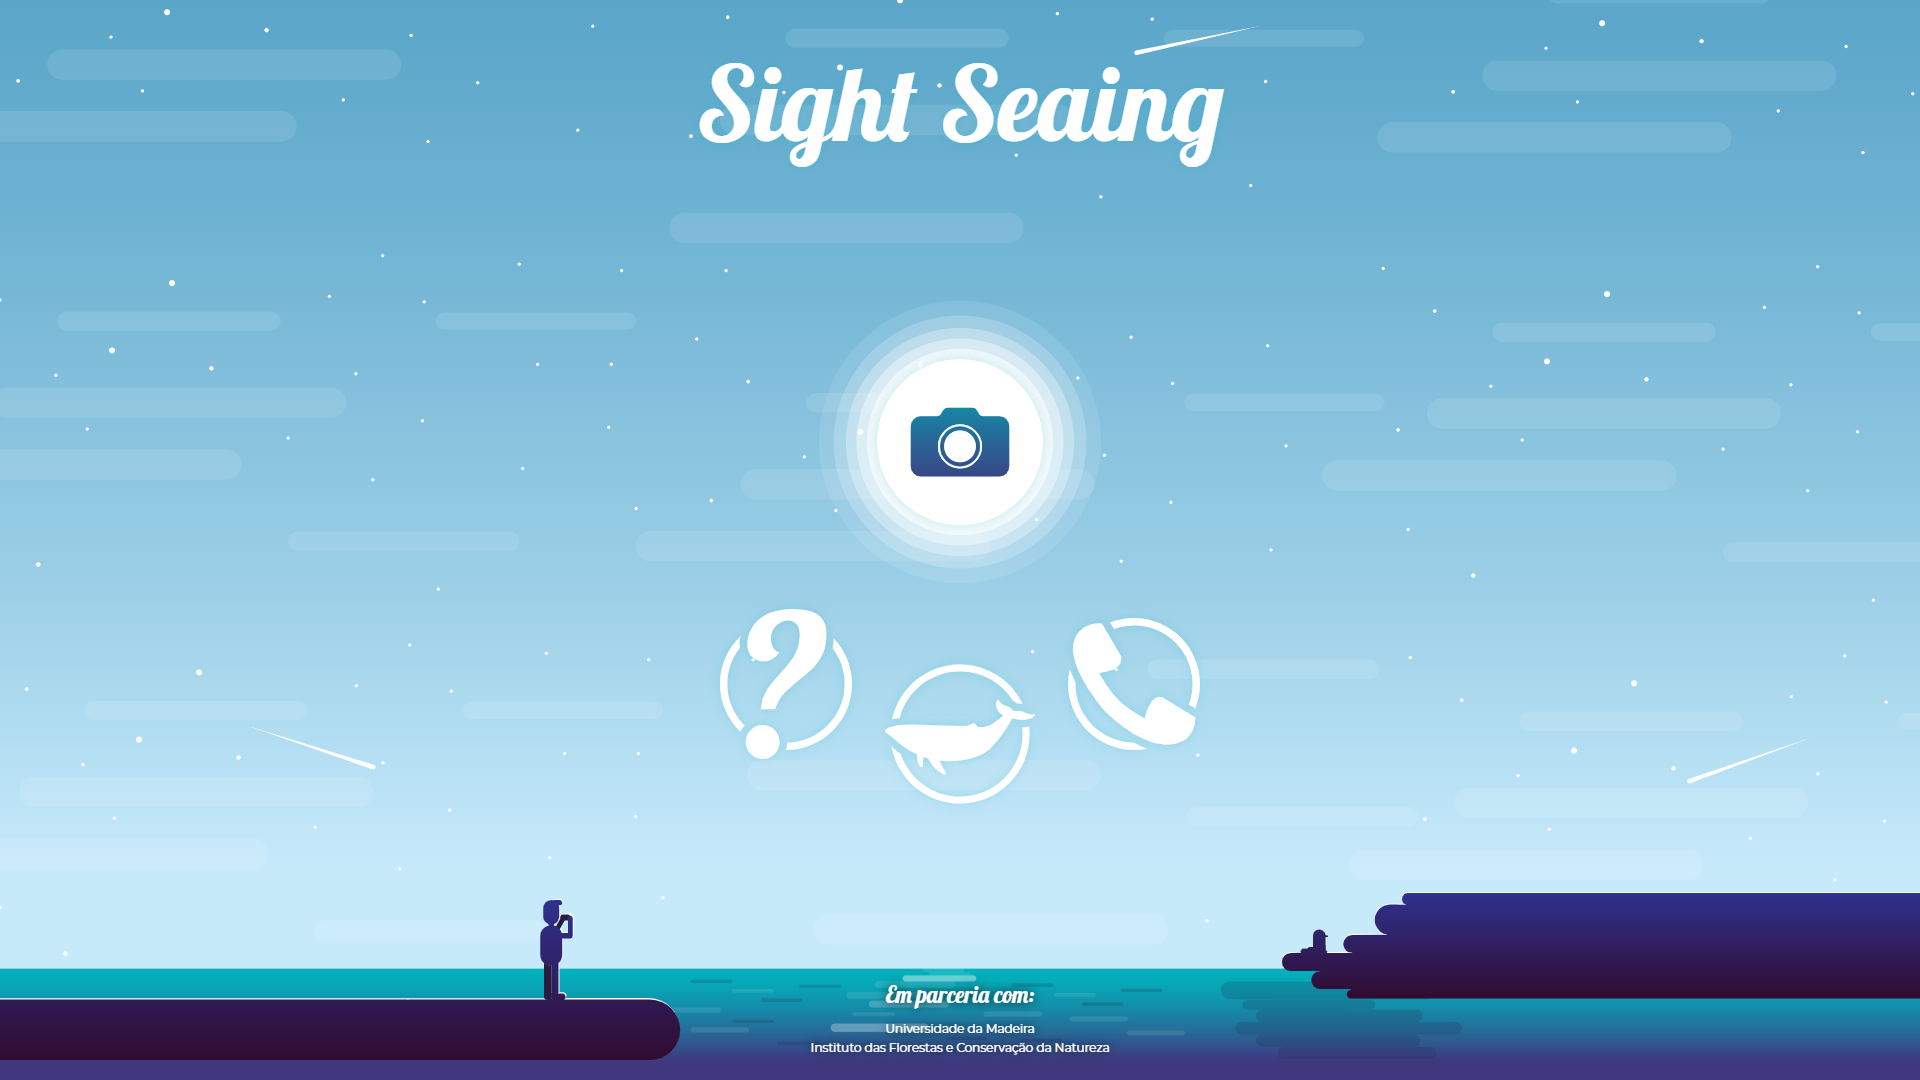 Sight Seaing
?
Em parceria com:
Universidade da Madeira
Instituto das Florestas e Conservação da Natureza